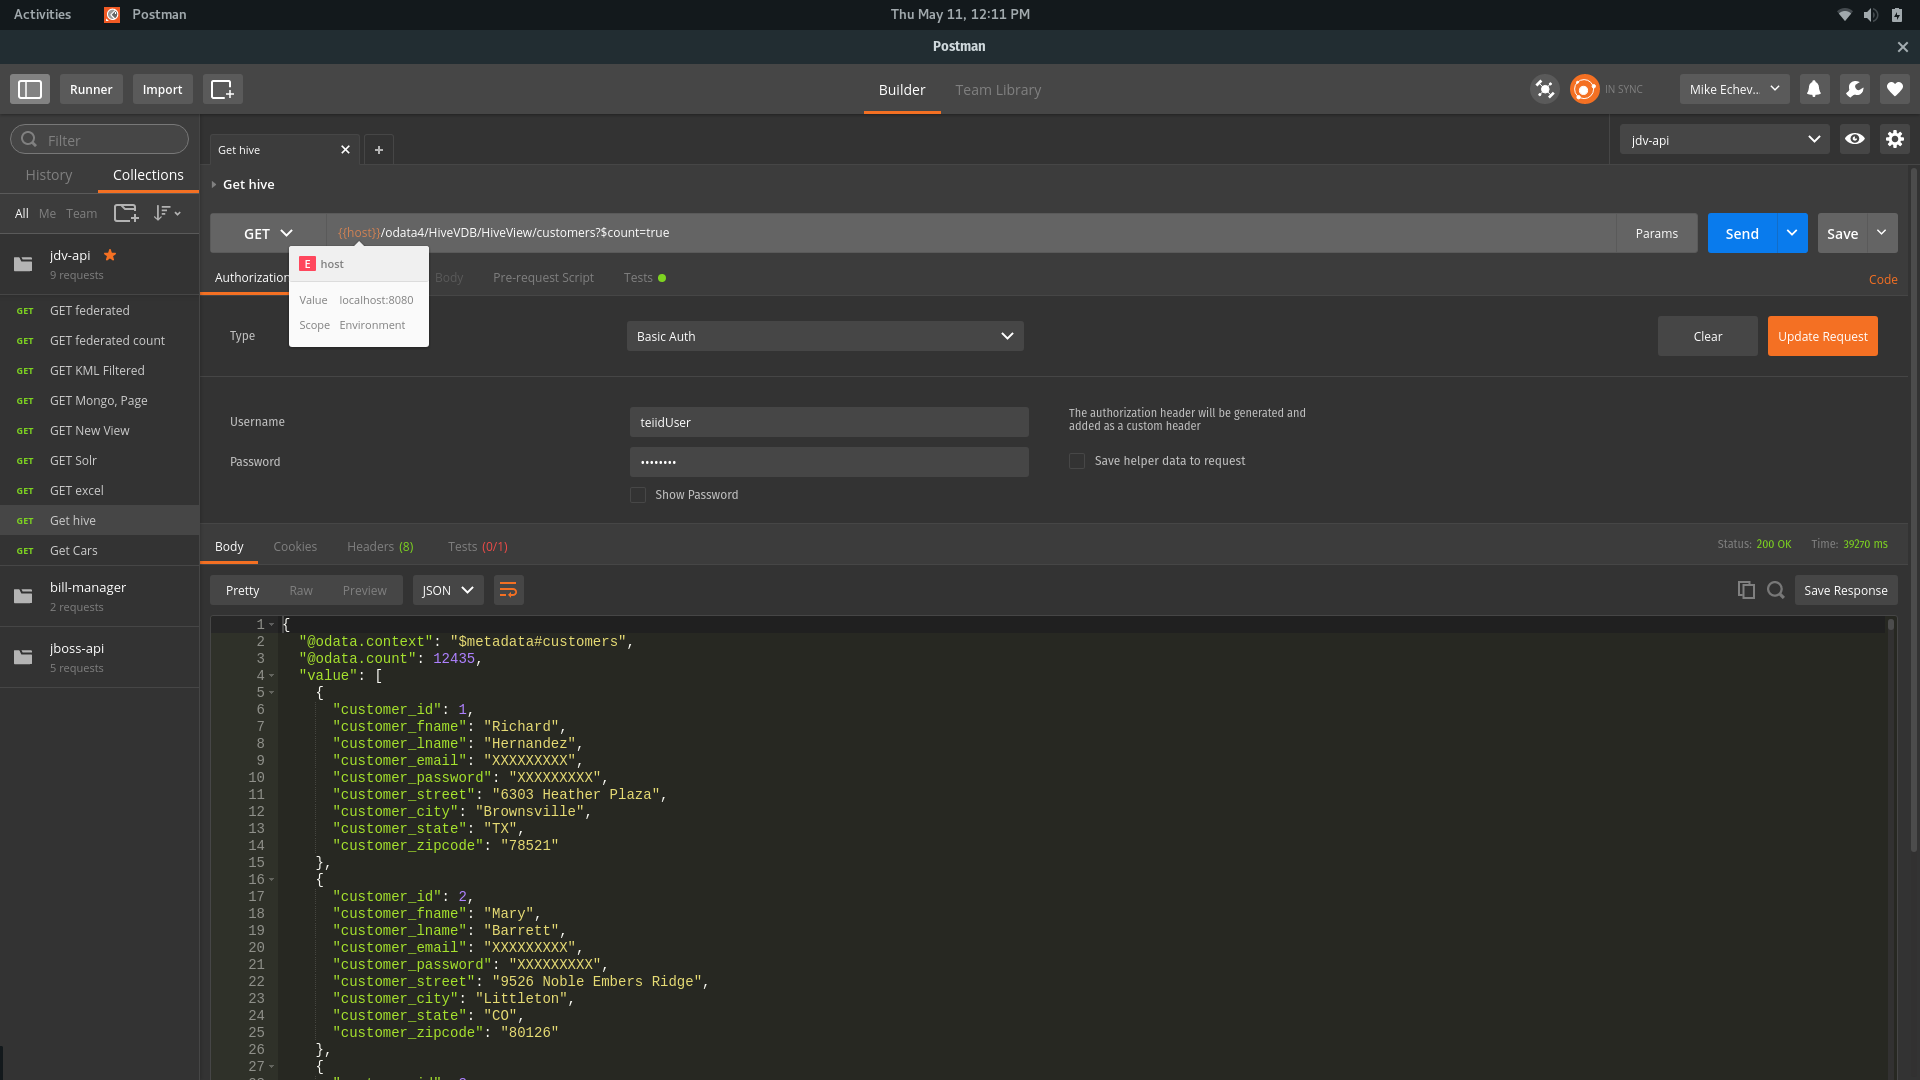 Activities Postman Thu May 11, 12:11 PM
Postman
Runner Import Builder Team Library IN SYNC Mike Echev...
Filter Get hive + jdv-api
History Collections
Get hive
All Me Team
GET {{host}}/odata4/HiveVDB/HiveView/customers?$count=true Params Send Save
jdv-api
9 requests
E host
Authorization Body Pre-request Script Tests Code
Value localhost:8080
Scope Environment
Type Basic Auth Clear Update Request
GET GET federated
GET GET federated count
GET GET KML Filtered
GET GET Mongo, Page
GET GET New View
GET GET Solr
GET GET excel
GET Get hive
GET Get Cars
bill-manager
2 requests
jboss-api
5 requests
Username teiidUser
The authorization header will be generated and
added as a custom header
Password ••••••••
Save helper data to request
Show Password
Body Cookies Headers (8) Tests (0/1) Status: 200 OK Time: 39270 ms
Pretty Raw Preview JSON Save Response
1 {
2 "@odata.context": "$metadata#customers",
3 "@odata.count": 12435,
4 "value": [
5 {
6 "customer_id": 1,
7 "customer_fname": "Richard",
8 "customer_lname": "Hernandez",
9 "customer_email": "XXXXXXXXX",
10 "customer_password": "XXXXXXXXX",
11 "customer_street": "6303 Heather Plaza",
12 "customer_city": "Brownsville",
13 "customer_state": "TX",
14 "customer_zipcode": "78521"
15 },
16 {
17 "customer_id": 2,
18 "customer_fname": "Mary",
19 "customer_lname": "Barrett",
20 "customer_email": "XXXXXXXXX",
21 "customer_password": "XXXXXXXXX",
22 "customer_street": "9526 Noble Embers Ridge",
23 "customer_city": "Littleton",
24 "customer_state": "CO",
25 "customer_zipcode": "80126"
26 },
27 {